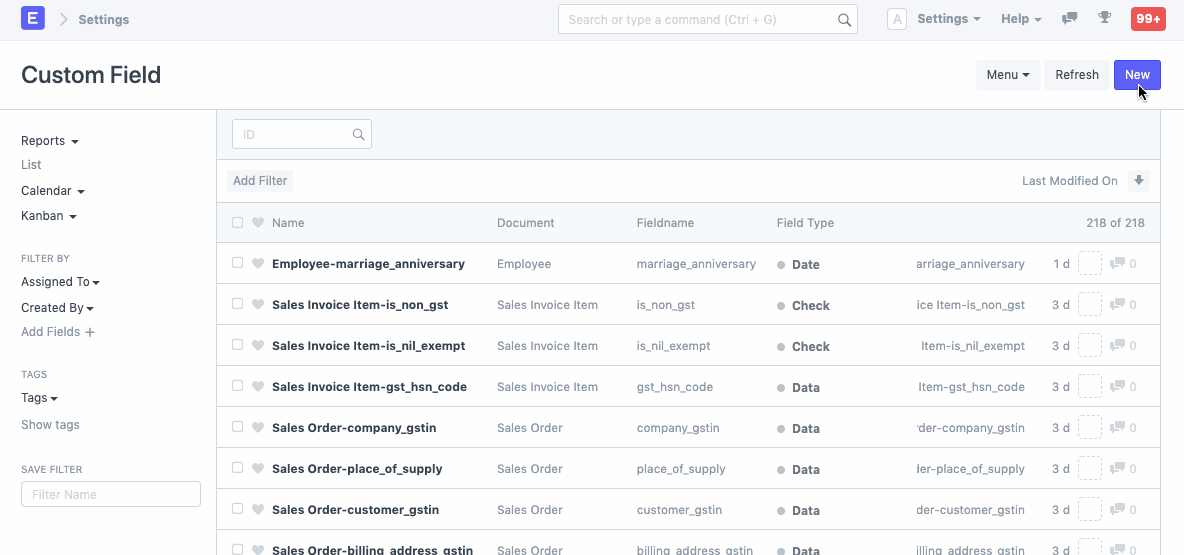 E Settings Search or type a command (Ctrl + G) A Settings Help 99+
Custom Field Menu Refresh New
Reports
List
Calendar
Kanban
FILTER BY
Assigned To
Created By
Add Fields
TAGS
Tags
Show tags
SAVE FILTER
Filter Name
ID
Add Filter Last Modified On
Name Document Fieldname Field Type 218 of 218
Employee-marriage_anniversary Employee marriage_anniversary Date arriage_anniversary 1 d 0
Sales Invoice Item-is_non_gst Sales Invoice Item is_non_gst Check ice Item-is_non_gst 3 d 0
Sales Invoice Item-is_nil_exempt Sales Invoice Item is_nil_exempt Check Item-is_nil_exempt 3 d 0
Sales Invoice Item-gst_hsn_code Sales Invoice Item gst_hsn_code Data Item-gst_hsn_code 3 d 0
Sales Order-company_gstin Sales Order company_gstin Data der-company_gstin 3 d 0
Sales Order-place_of_supply Sales Order place_of_supply Data ler-place_of_supply 3 d 0
Sales Order-customer_gstin Sales Order customer_gstin Data der-customer_gstin 3 d 0
Sales Order-billing_address_gstin Sales Order billing_address_gstin Data illing_address_gstin 3 d 0